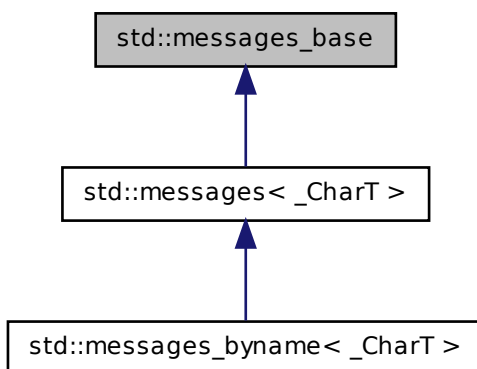 std::messages_base
std::messages< _CharT >
std::messages_byname< _CharT >